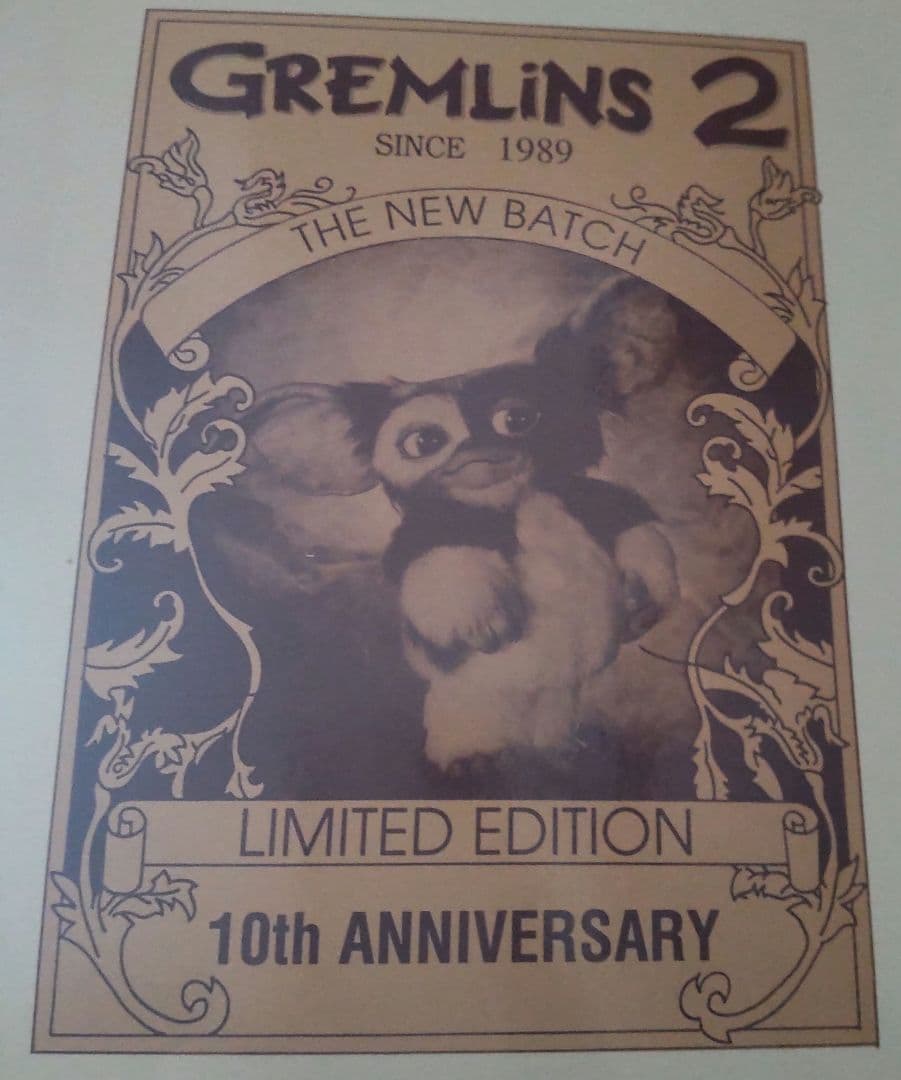 GREMLiNS 2
SINCE 1989
THE NEW BATCH
LIMITED EDITION
10th ANNIVERSARY